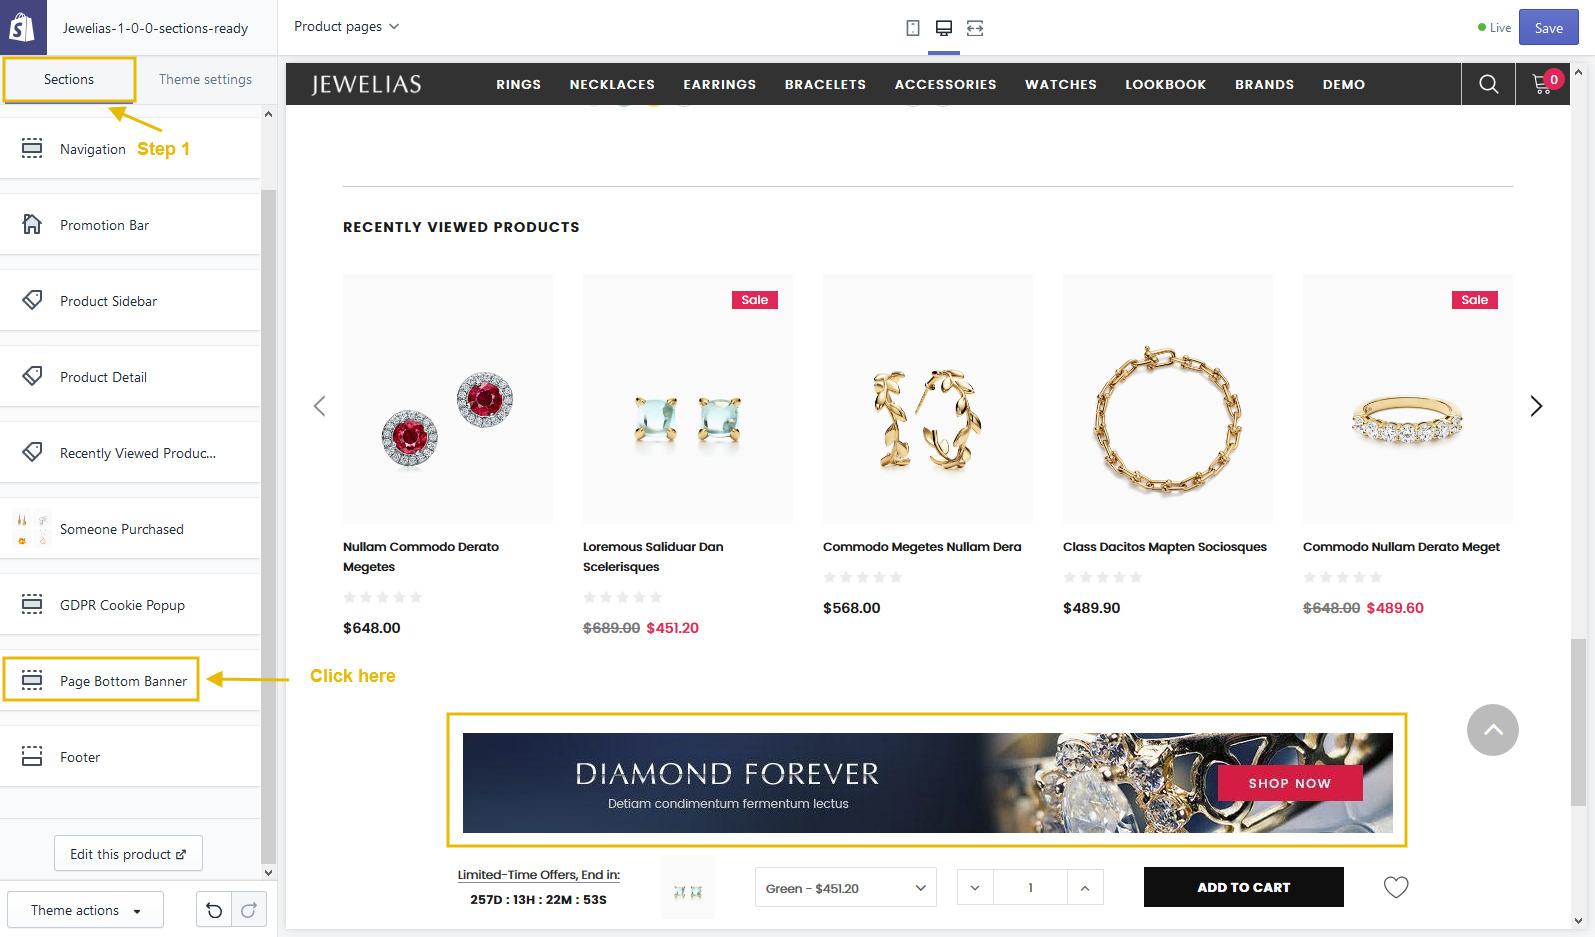 Jewelias-1-0-0-sections-ready
Product pages
Live
Save
Sections
Theme settings
Step 1
Navigation
Promotion Bar
Product Sidebar
Product Detail
Recently Viewed Produc...
Someone Purchased
GDPR Cookie Popup
Page Bottom Banner
Click here
Footer
Edit this product
Theme actions
JEWELIAS
RINGS NECKLACES EARRINGS BRACELETS ACCESSORIES WATCHES LOOKBOOK BRANDS DEMO
0
RECENTLY VIEWED PRODUCTS
Nullam Commodo Derato
Megetes
$648.00
Sale
Loremous Saliduar Dan
Scelerisques
$689.00 $451.20
Commodo Megetes Nullam Dera
$568.00
Class Dacitos Mapten Sociosques
$489.90
Sale
Commodo Nullam Derato Meget
$648.00 $489.60
DIAMOND FOREVER
Detiam condimentum fermentum lectus
SHOP NOW
Limited-Time Offers, End in:
257D : 13H : 22M : 53S
Green - $451.20
1
ADD TO CART